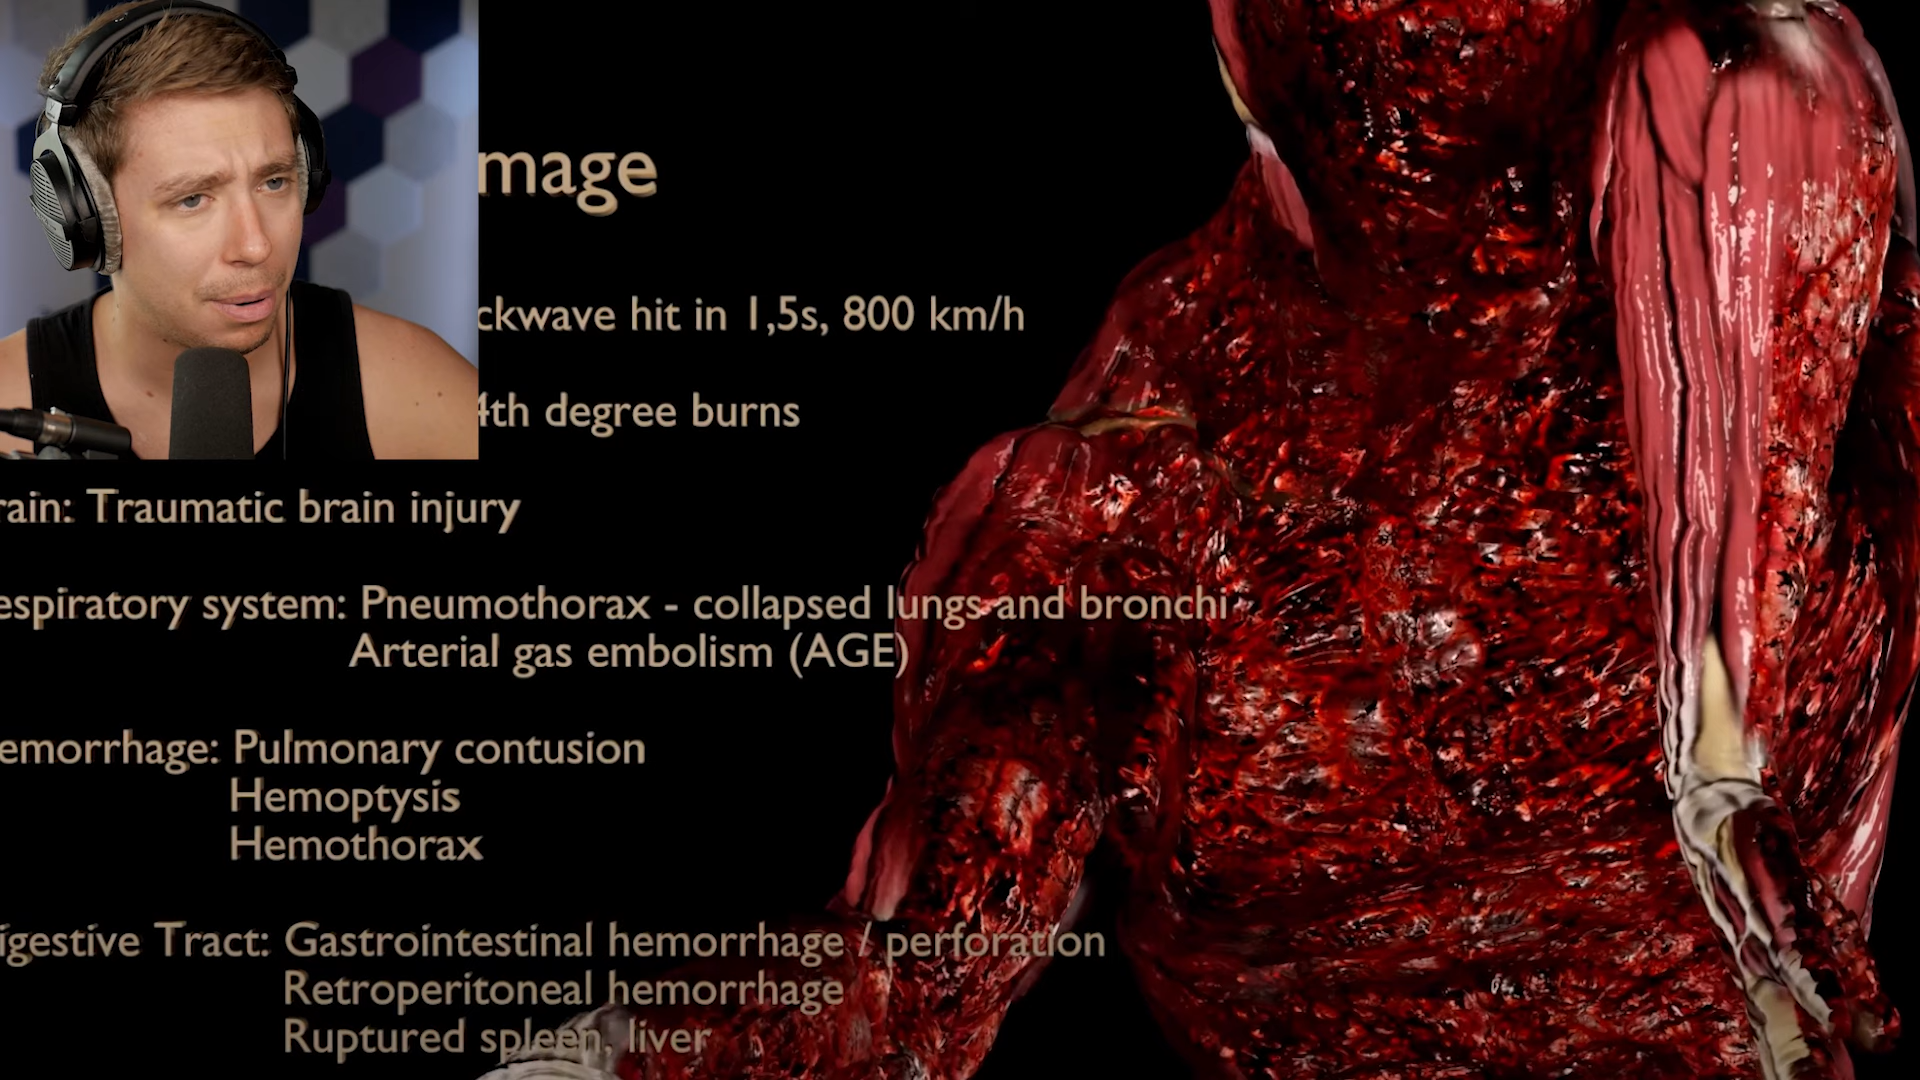 mage
ckwave hit in 1,5s, 800 km/h
4th degree burns
rain: Traumatic brain injury
espiratory system: Pneumothorax - collapsed lungs and bronchi
Arterial gas embolism (AGE)
emorrhage: Pulmonary contusion
Hemoptysis
Hemothorax
igestive Tract: Gastrointestinal hemorrhage / perforation
Retroperitoneal hemorrhage
Ruptured spleen, liver